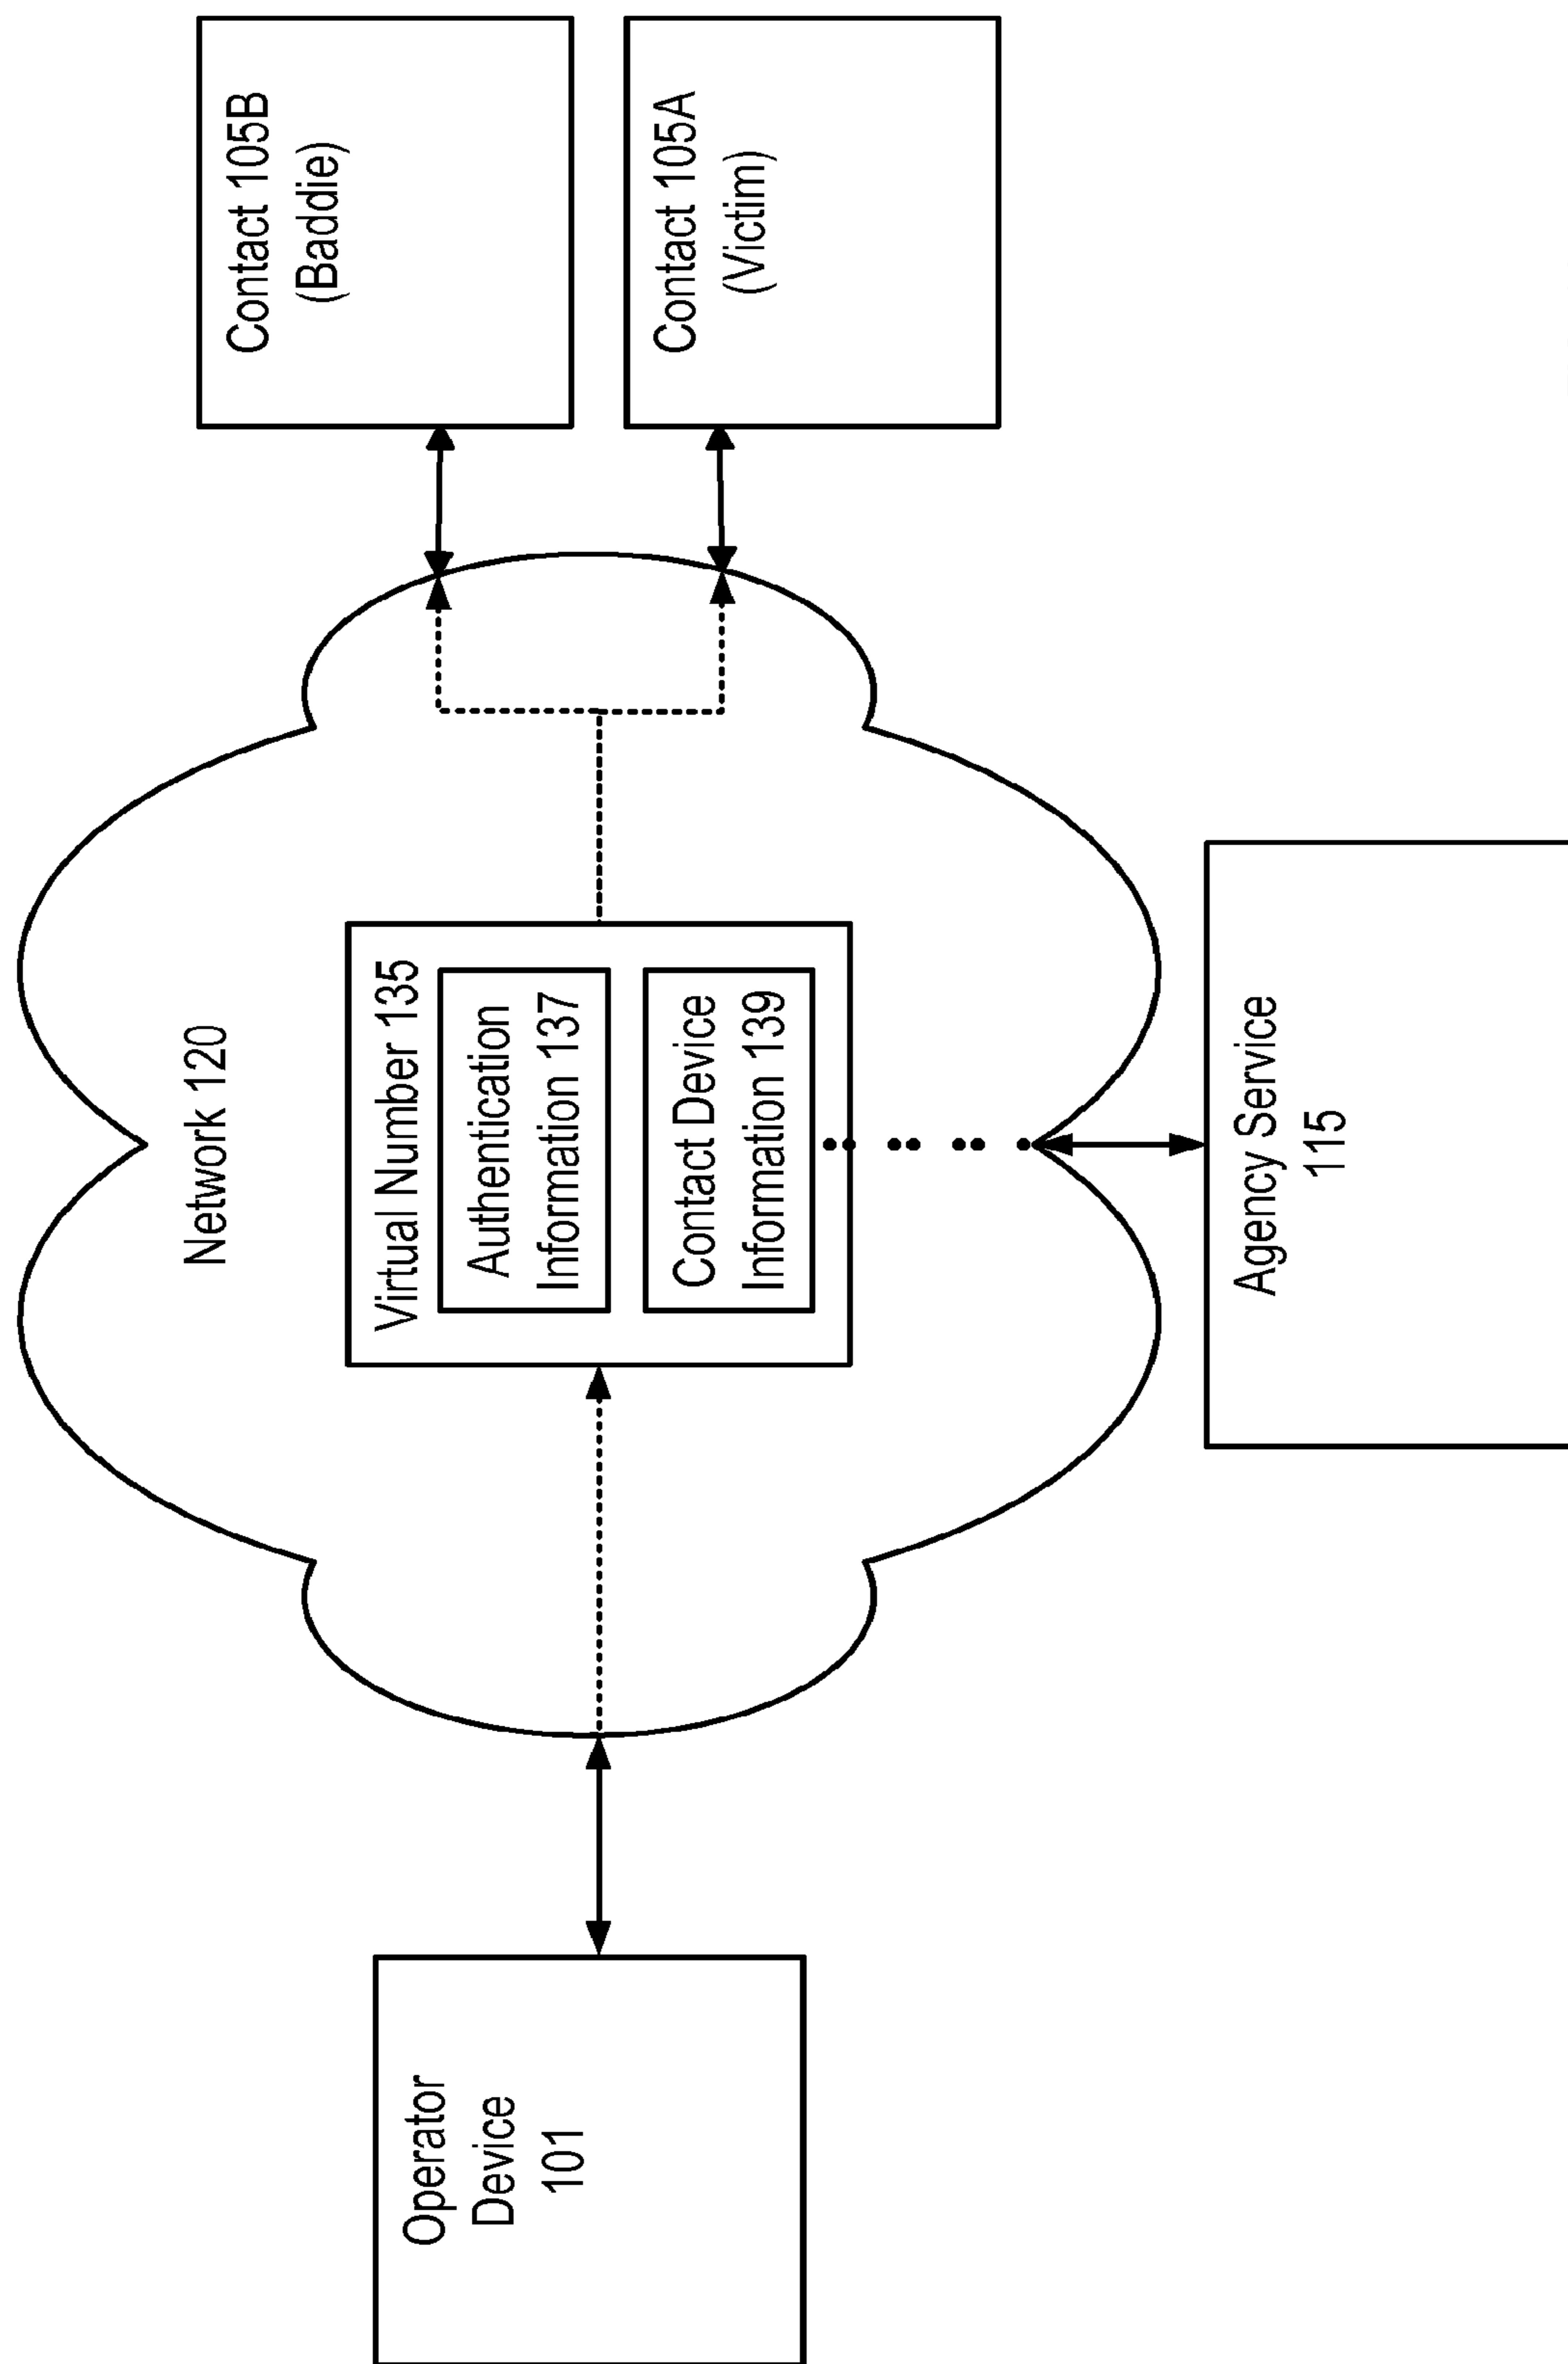 Network 120
Operator
Device
101
Virtual Number 135
Authentication
Information 137
Contact Device
Information 139
Contact 105B
(Baddie)
Contact 105A
(Victim)
Agency Service
115